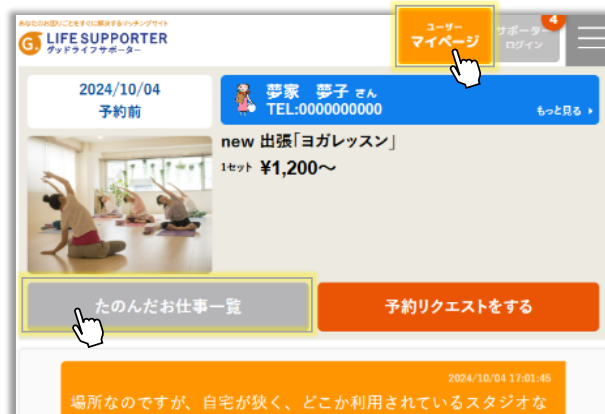 あなたのお困りごとをすぐに解決するマッチングサイト
G. LIFE SUPPORTER
グッドライフサポーター
ユーザー
マイページ
サポーター
ログイン
4
2024/10/04
予約前
夢家 夢子 さん
TEL:0000000000
もっと見る
new 出張「ヨガレッスン」
1セット ¥1,200〜
たのんだお仕事一覧
予約リクエストをする
2024/10/04 17:01:45
場所なのですが、自宅が狭く、どこか利用されているスタジオな